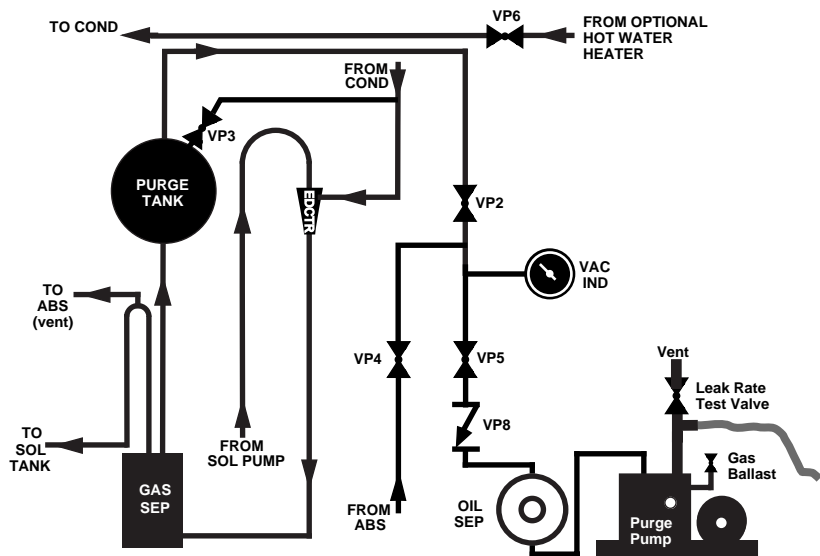 VP6
TO COND
FROM OPTIONAL
HOT WATER
HEATER
FROM
COND
VP3
PURGE
TANK
EDCTR
VP2
VAC
IND
TO
ABS
(vent)
VP4
VP5
Vent
Leak Rate
Test Valve
VP8
TO
SOL
TANK
FROM
SOL PUMP
Gas
Ballast
GAS
SEP
FROM
ABS
OIL
SEP
Purge
Pump